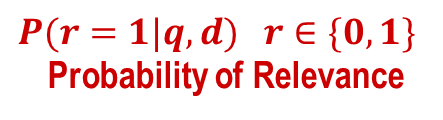 P(r = 1|q, d) r ∈ {0, 1}
Probability of Relevance